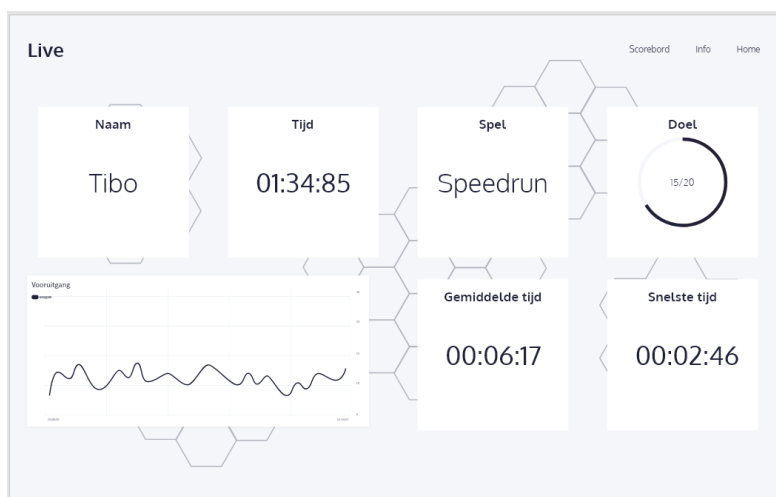 Live
Scorebord Info Home
Naam
Tibo
Tijd
01:34:85
Spel
Speedrun
Doel
15/20
Vooruitgang
Gemiddelde tijd
00:06:17
Snelste tijd
00:02:46